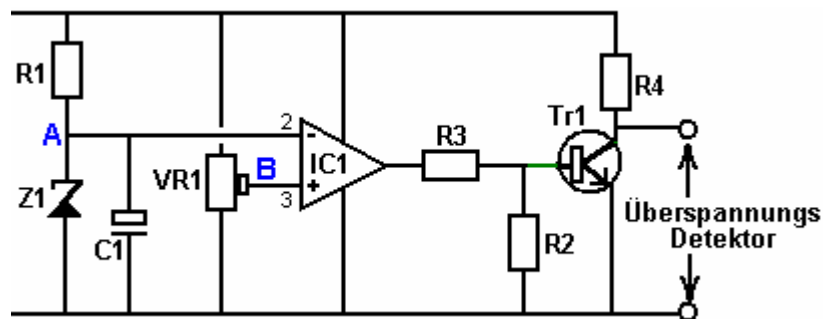 R1
A
Z1
C1
VR1
B
2
-
IC1
+
3
R3
R2
Tr1
R4
Überspannungs
Detektor